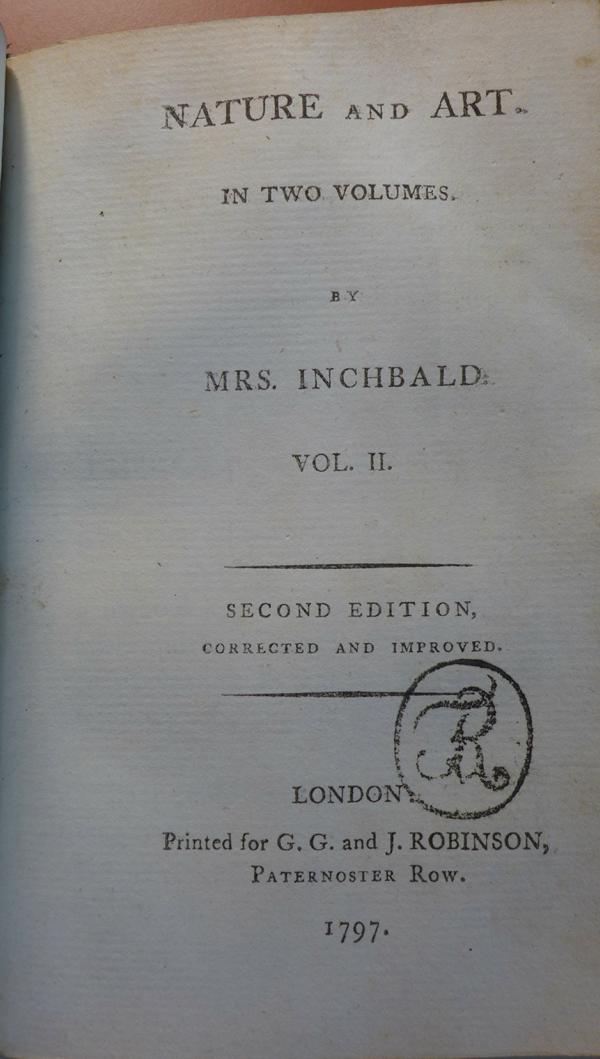 NATURE AND ART.
IN TWO VOLUMES.
BY
MRS. INCHBALD.
VOL. II.
SECOND EDITION,
CORRECTED AND IMPROVED.
R
LONDON:
Printed for G. G. and J. ROBINSON,
PATERNOSTER ROW.
1797.